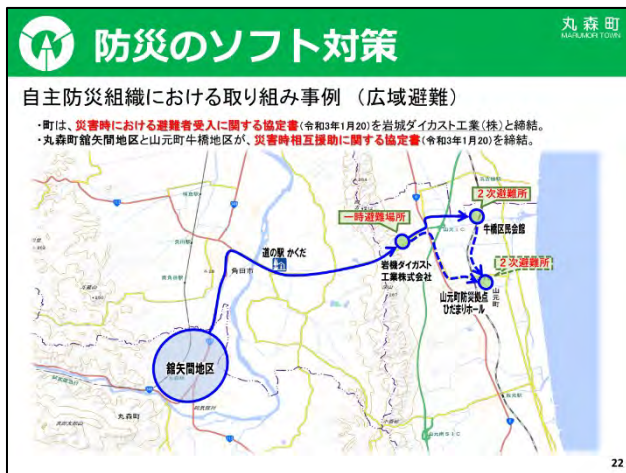 防災のソフト対策
丸森町
MARUMORI TOWN
自主防災組織における取り組み事例 （広域避難）
・町は、災害時における避難者受入に関する協定書(令和3年1月20)を岩城ダイカスト工業(株)と締結。
・丸森町舘矢間地区と山元町牛橋地区が、災害時相互援助に関する協定書(令和3年1月20)を締結。
２次避難所
一時避難場所
牛橋区民会館
道の駅 かくだ
岩機ダイガスト
工業株式会社
角田市
２次避難所
山元町
山元町防災拠点
ひだまりホール
舘矢間地区
丸森町
22